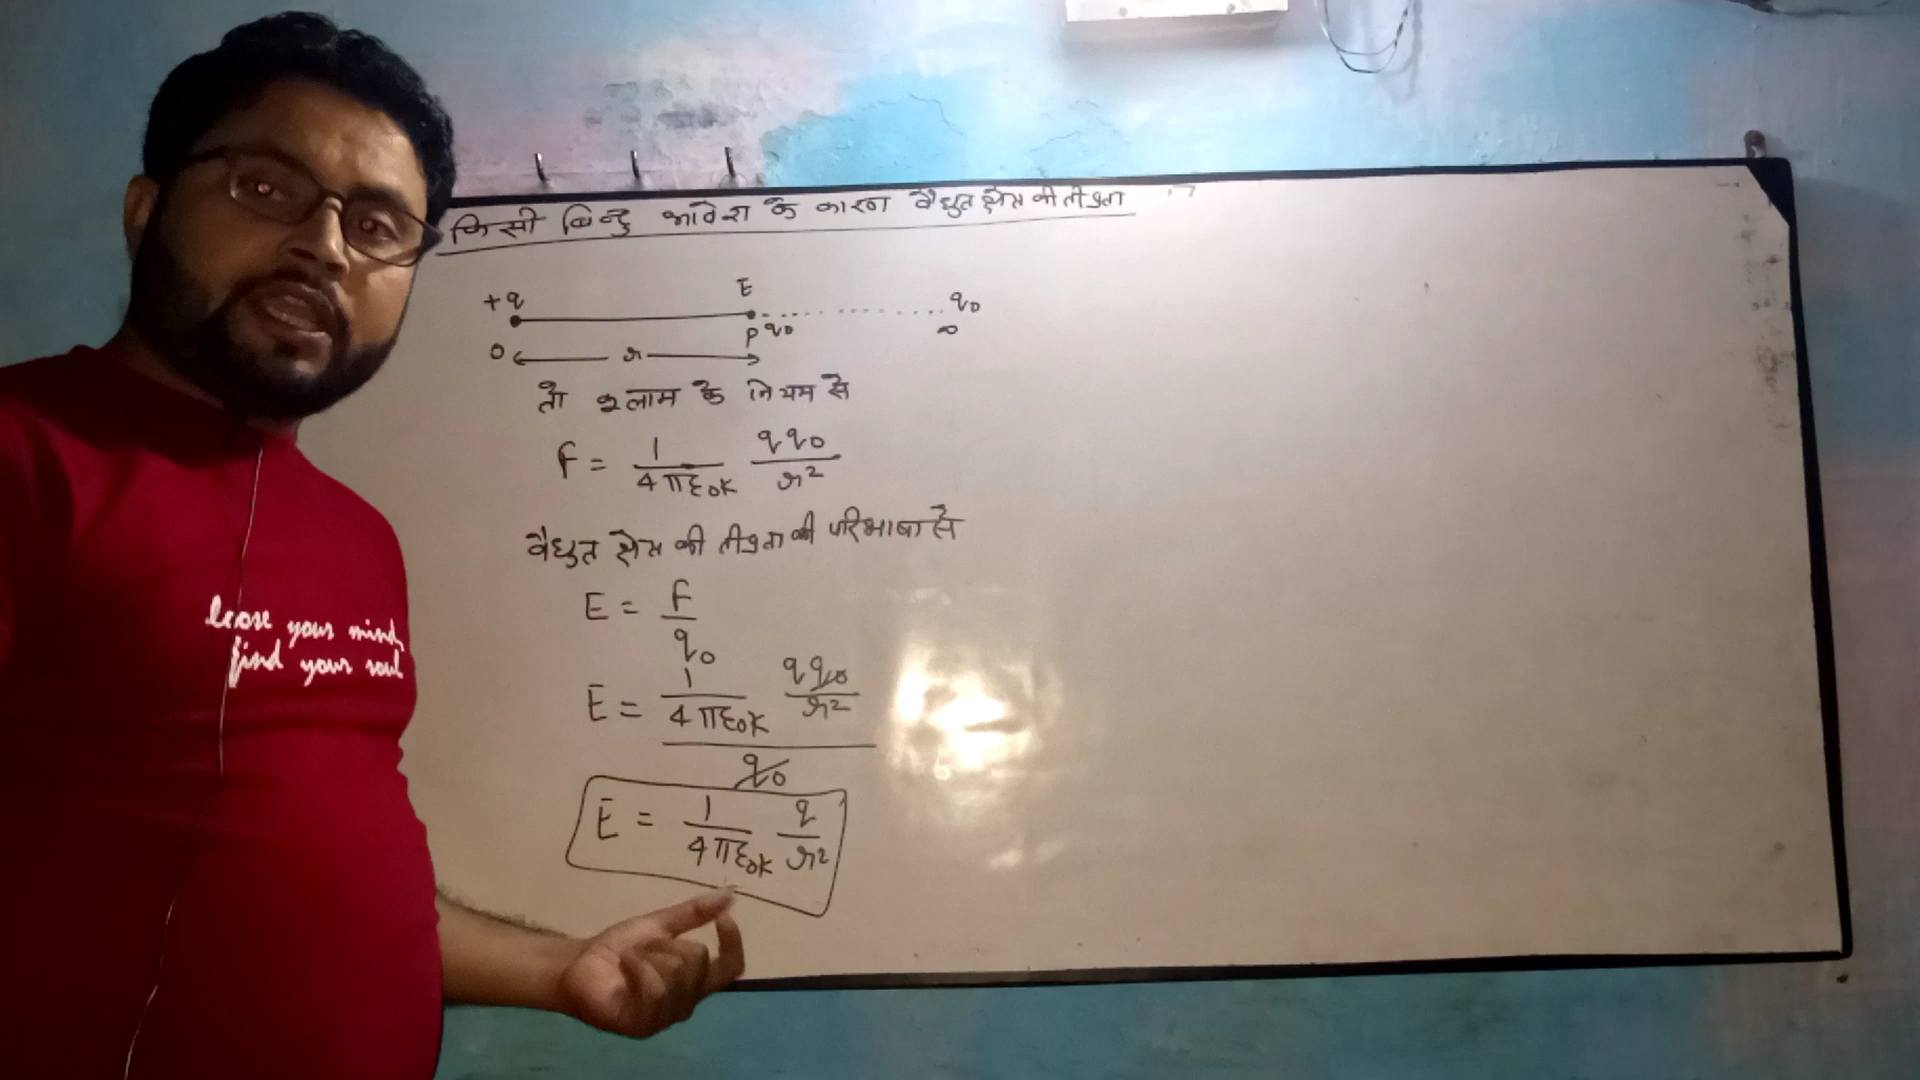 किसी बिन्दु आवेश के कारण वैधुत क्षेत्र की तीव्रता
+q E q0
P q0 ∞
O r
तो कूलाम के नियम से
F = 1/4πε0K qq0/r²
वैधुत क्षेत्र की तीव्रता की परिभाषा से
E = F/q0
E = 1/4πε0K qq0/r² / q0
E = 1/4πε0K q/r²
loose your mind
find your soul